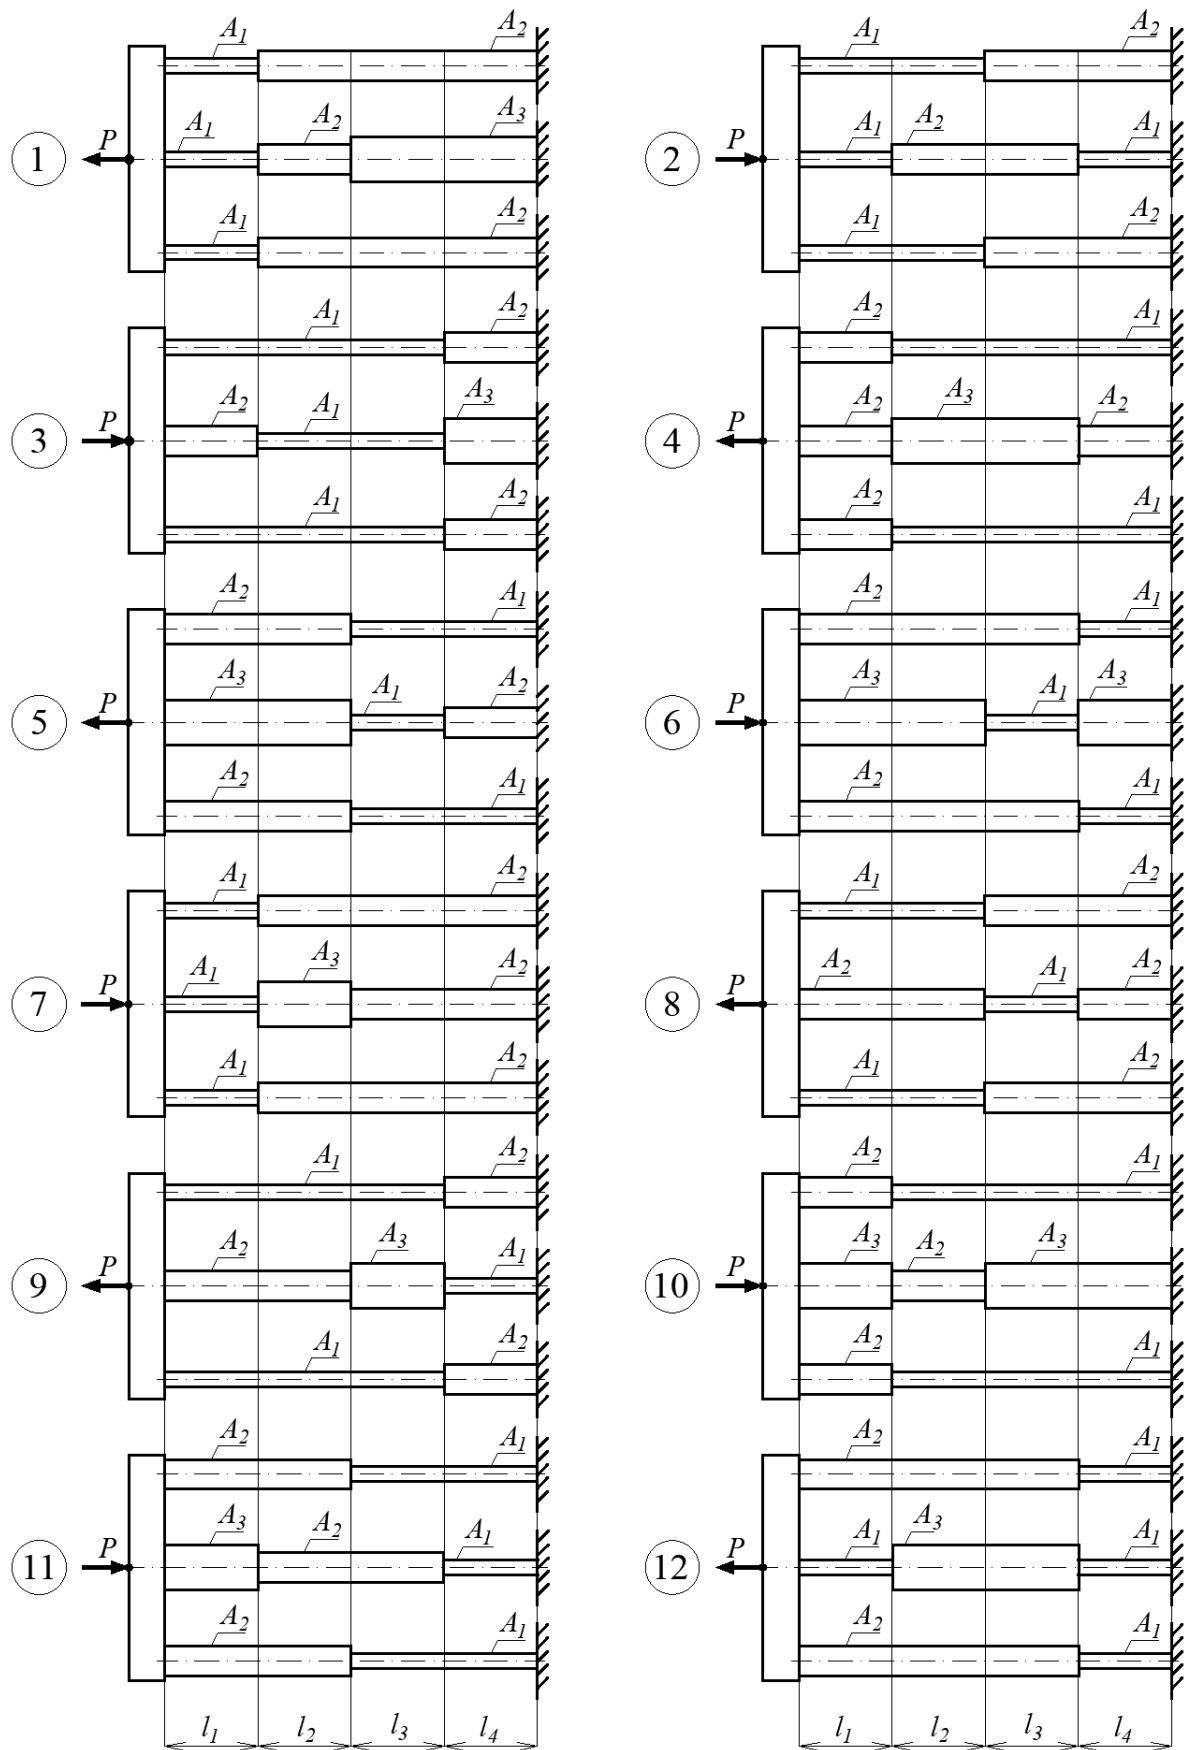 A1 A2 A1 A2
P A1 A2 A3 P A1 A2 A1
1 2
A1 A2 A1 A2
A1 A2 A2 A1
P A2 A1 A3 P A2 A3 A2
3 4
A1 A2 A2 A1
A2 A1 A2 A1
P A3 A1 A2 P A3 A1 A3
5 6
A2 A1 A2 A1
A1 A2 A1 A2
P A1 A3 A2 P A2 A1 A2
7 8
A1 A2 A1 A2
A1 A2 A2 A1
P A2 A3 A1 P A3 A2 A3
9 10
A1 A2 A2 A1
A2 A1 A2 A1
P A3 A2 A1 P A1 A3 A1
11 12
A2 A1 A2 A1
l1 l2 l3 l4 l1 l2 l3 l4